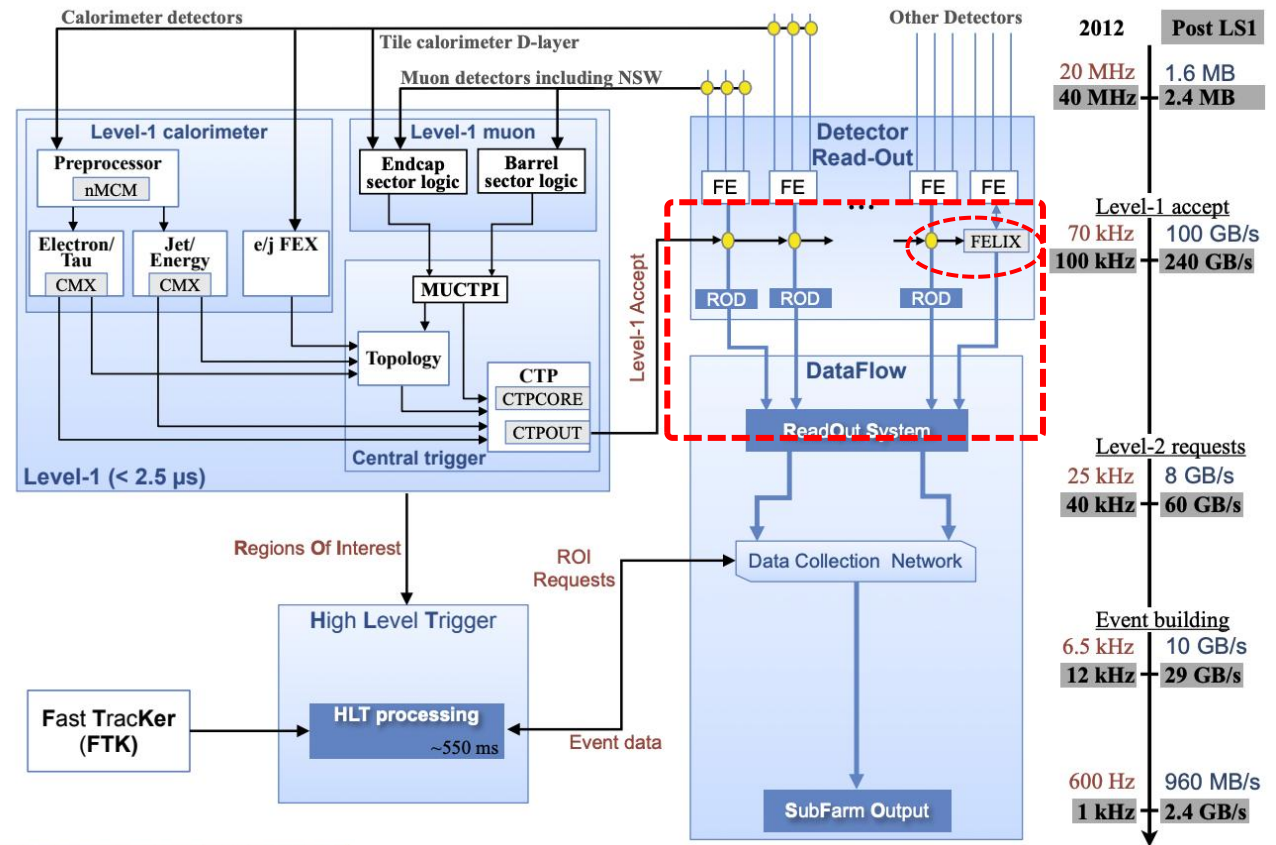 Calorimeter detectors
Tile calorimeter D-layer
Muon detectors including NSW
Other Detectors
2012
Post LS1
20 MHz
1.6 MB
40 MHz
2.4 MB
Level-1 calorimeter
Preprocessor
nMCM
Electron/
Tau
CMX
Jet/
Energy
CMX
e/j FEX
Level-1 muon
Endcap
sector logic
Barrel
sector logic
MUCTPI
Topology
CTP
CTPCORE
CTPOUT
Central trigger
Level-1 (< 2.5 µs)
Level-1 Accept
Detector
Read-Out
FE
FE
FE
FE
...
FELIX
ROD
ROD
ROD
DataFlow
ReadOut System
Level-1 accept
70 kHz
100 GB/s
100 kHz
240 GB/s
Level-2 requests
25 kHz
8 GB/s
40 kHz
60 GB/s
Regions Of Interest
ROI
Requests
Data Collection Network
High Level Trigger
HLT processing
~550 ms
Event data
Fast TracKer
(FTK)
Event building
6.5 kHz
10 GB/s
12 kHz
29 GB/s
SubFarm Output
600 Hz
960 MB/s
1 kHz
2.4 GB/s